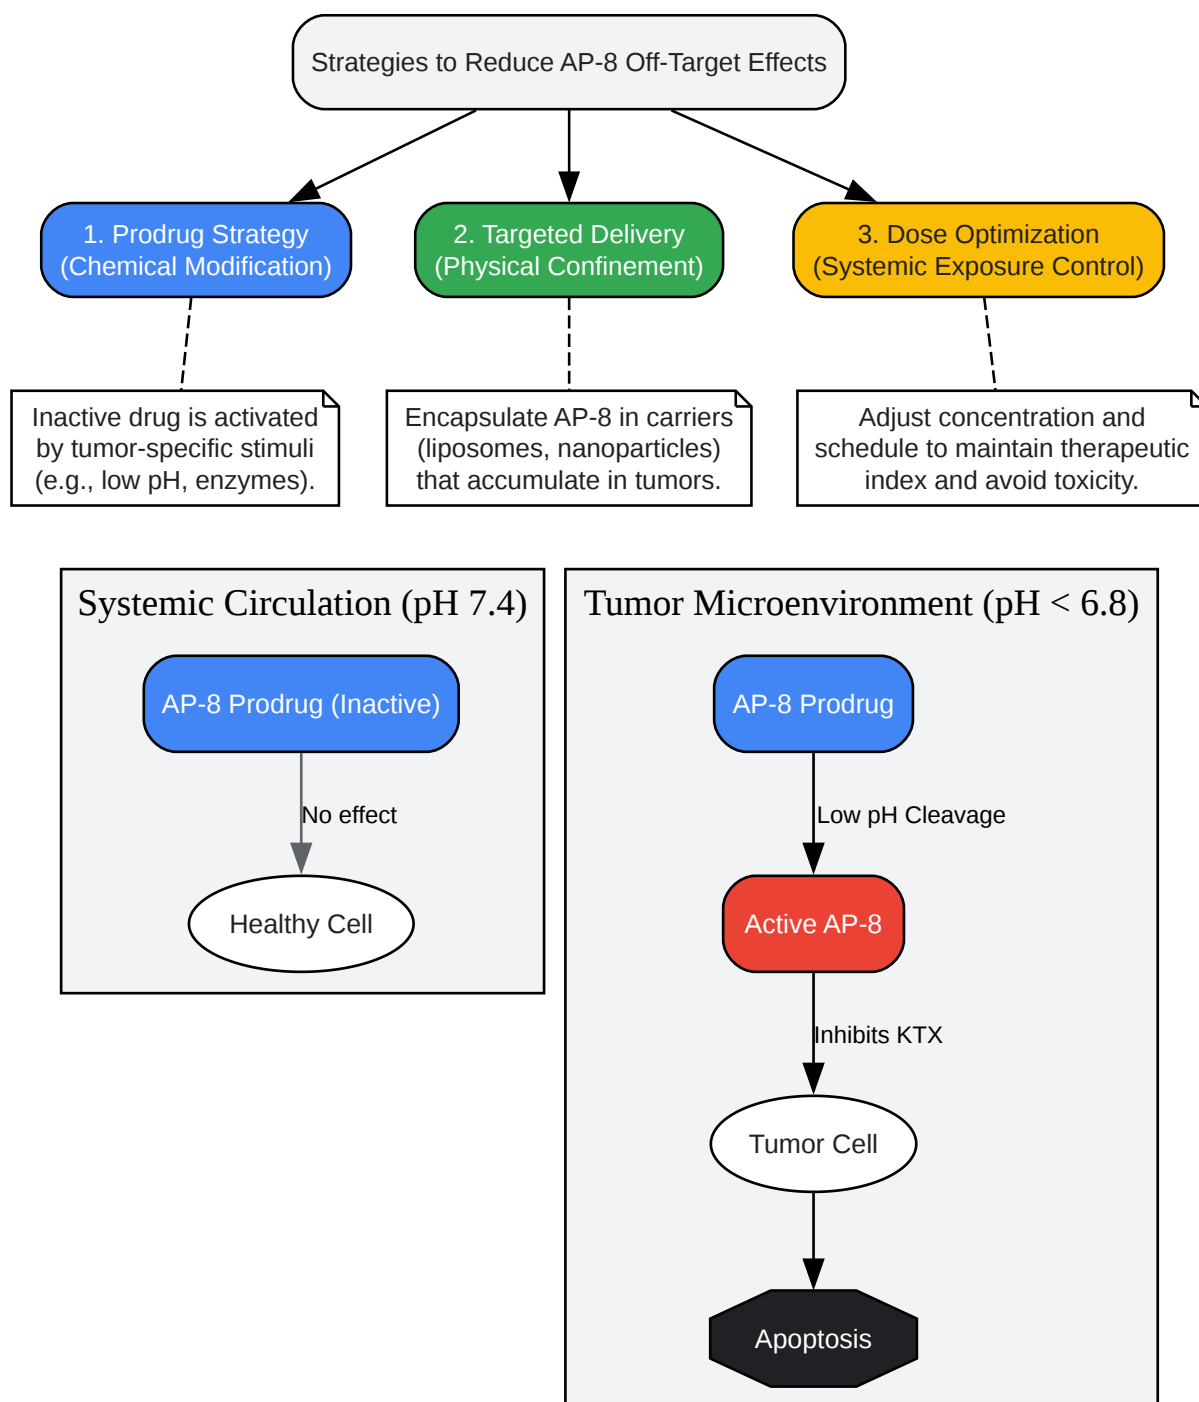 Strategies to Reduce AP-8 Off-Target Effects
1. Prodrug Strategy
(Chemical Modification)
2. Targeted Delivery
(Physical Confinement)
3. Dose Optimization
(Systemic Exposure Control)
Inactive drug is activated
by tumor-specific stimuli
(e.g., low pH, enzymes).
Encapsulate AP-8 in carriers
(liposomes, nanoparticles)
that accumulate in tumors.
Adjust concentration and
schedule to maintain therapeutic
index and avoid toxicity.
Systemic Circulation (pH 7.4)
AP-8 Prodrug (Inactive)
No effect
Healthy Cell
Tumor Microenvironment (pH < 6.8)
AP-8 Prodrug
Low pH Cleavage
Active AP-8
Inhibits KTX
Tumor Cell
Apoptosis